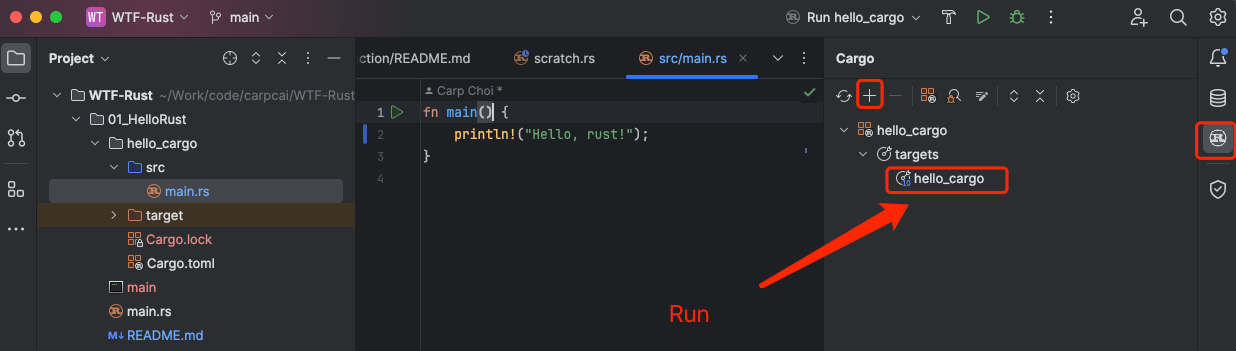 WT WTF-Rust main Run hello_cargo
Project
WTF-Rust ~/Work/code/carpcai/WTF-Rust
01_HelloRust
hello_cargo
src
main.rs
target
Cargo.lock
Cargo.toml
main
main.rs
M↓ README.md
ction/README.md scratch.rs src/main.rs
Carp Choi *
1 fn main() {
2 println!("Hello, rust!");
3 }
4
Cargo
hello_cargo
targets
hello_cargo
Run